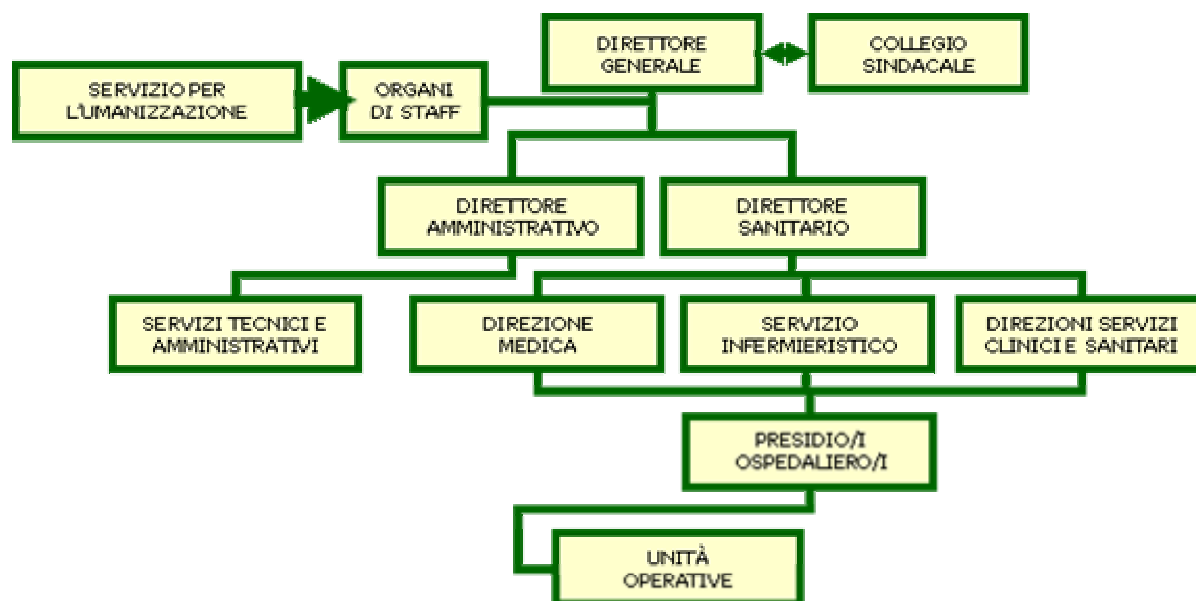 DIRETTORE
GENERALE
COLLEGIO
SINDACALE
SERVIZIO PER
L'UMANIZZAZIONE
ORGANI
DI STAFF
DIRETTORE
AMMINISTRATIVO
DIRETTORE
SANITARIO
SERVIZI TECNICI E
AMMINISTRATIVI
DIREZIONE
MEDICA
SERVIZIO
INFERMIERISTICO
DIREZIONI SERVIZI
CLINICI E SANITARI
PRESIDIO/I
OSPEDALIERO/I
UNITÀ
OPERATIVE